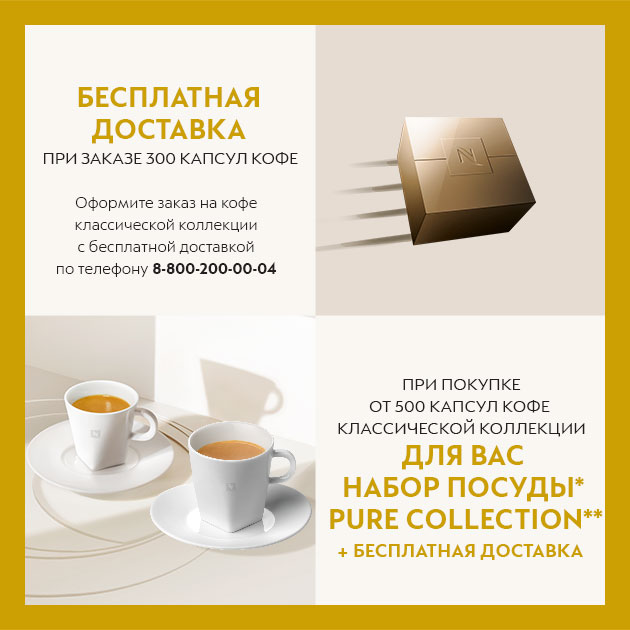 БЕСПЛАТНАЯ
ДОСТАВКА
ПРИ ЗАКАЗЕ 300 КАПСУЛ КОФЕ
Оформите заказ на кофе
классической коллекции
с бесплатной доставкой
по телефону 8-800-200-00-04
N
ПРИ ПОКУПКЕ
ОТ 500 КАПСУЛ КОФЕ
КЛАССИЧЕСКОЙ КОЛЛЕКЦИИ
ДЛЯ ВАС
НАБОР ПОСУДЫ*
PURE COLLECTION**
+ БЕСПЛАТНАЯ ДОСТАВКА